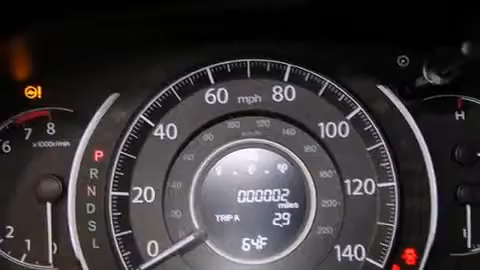 60 mph 80
40 100
20 120
0 140
7 8
6 x1000r/min
1
P
R
N
D
S
L
000002
miles
TRIP A 2.9
64F
H